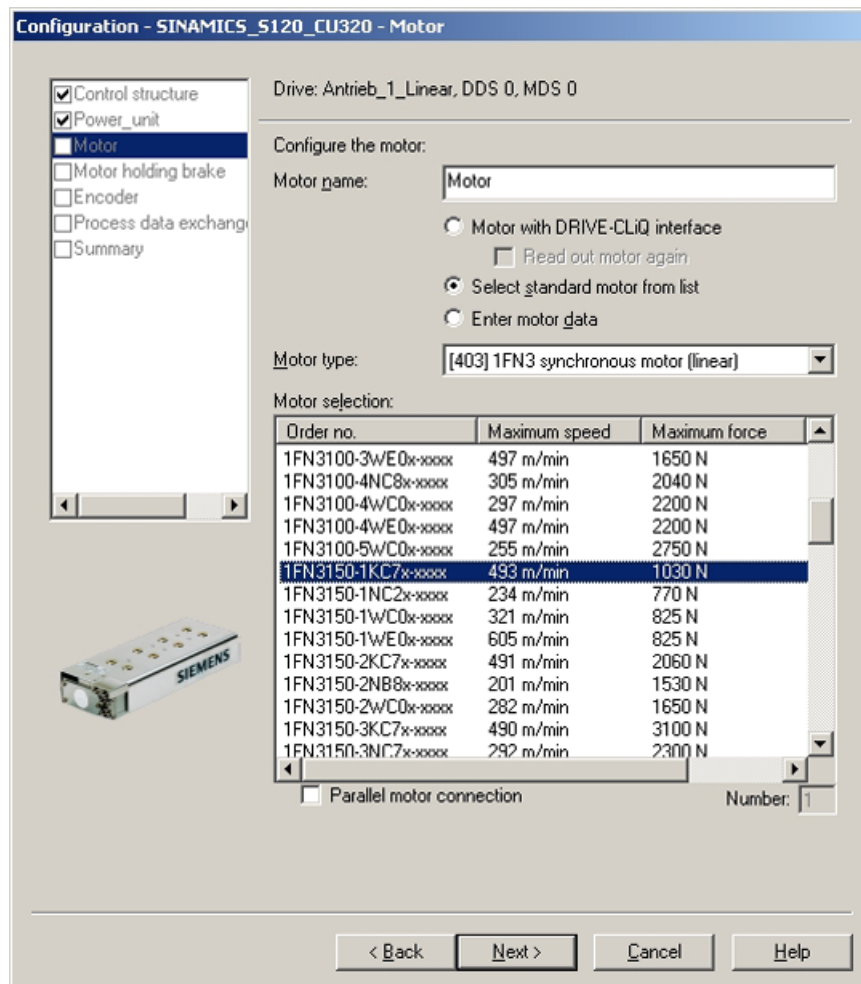 Configuration - SINAMICS_S120_CU320 - Motor
Control structure
Power_unit
Motor
Motor holding brake
Encoder
Process data exchang
Summary
Drive: Antrieb_1_Linear, DDS 0, MDS 0
Configure the motor:
Motor name: Motor
Motor with DRIVE-CLiQ interface
Read out motor again
Select standard motor from list
Enter motor data
Motor type: [403] 1FN3 synchronous motor (linear)
Motor selection:
Order no. Maximum speed Maximum force
1FN3100-3WE0x-xxxx 497 m/min 1650 N
1FN3100-4NC8x-xxxx 305 m/min 2040 N
1FN3100-4WC0x-xxxx 297 m/min 2200 N
1FN3100-4WE0x-xxxx 497 m/min 2200 N
1FN3100-5WC0x-xxxx 255 m/min 2750 N
1FN3150-1KC7x-xxxx 493 m/min 1030 N
1FN3150-1NC2x-xxxx 234 m/min 770 N
1FN3150-1WC0x-xxxx 321 m/min 825 N
1FN3150-1WE0x-xxxx 605 m/min 825 N
1FN3150-2KC7x-xxxx 491 m/min 2060 N
1FN3150-2NB8x-xxxx 201 m/min 1530 N
1FN3150-2WC0x-xxxx 282 m/min 1650 N
1FN3150-3KC7x-xxxx 490 m/min 3100 N
1FN3150-3NC7x-xxxx 292 m/min 2300 N
SIEMENS
Parallel motor connection Number: 1
< Back Next > Cancel Help